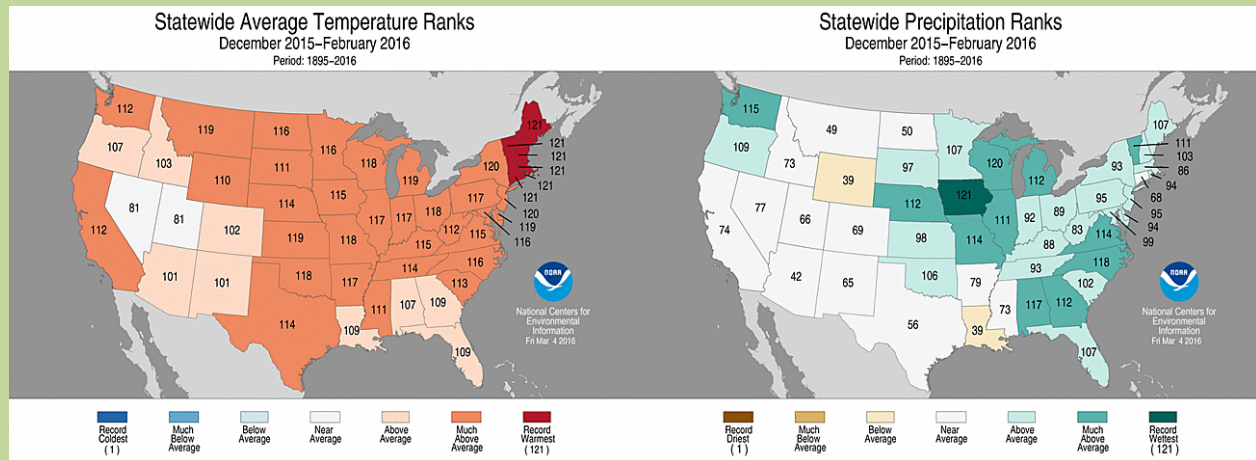 Statewide Average Temperature Ranks
December 2015–February 2016
Period: 1895–2016
112
107
103
119
116
116
118
119
120
121
121
121
121
121
121
120
119
116
111
110
114
115
117
117
118
117
112
115
81
81
102
119
118
115
116
112
101
101
118
117
114
113
114
109
111
107
109
109
NOAA
National Centers for
Environmental
Information
Fri Mar 4 2016
Record
Coldest
(1)
Much
Below
Average
Below
Average
Near
Average
Above
Average
Much
Above
Average
Record
Warmest
(121)
Statewide Precipitation Ranks
December 2015–February 2016
Period: 1895–2016
115
109
73
49
50
107
120
112
93
107
111
103
86
94
68
95
94
99
97
39
112
121
111
92
89
95
83
114
74
77
66
69
98
114
88
118
42
65
106
79
93
102
56
39
73
117
112
107
NOAA
National Centers for
Environmental
Information
Fri Mar 4 2016
Record
Driest
(1)
Much
Below
Average
Below
Average
Near
Average
Above
Average
Much
Above
Average
Record
Wettest
(121)